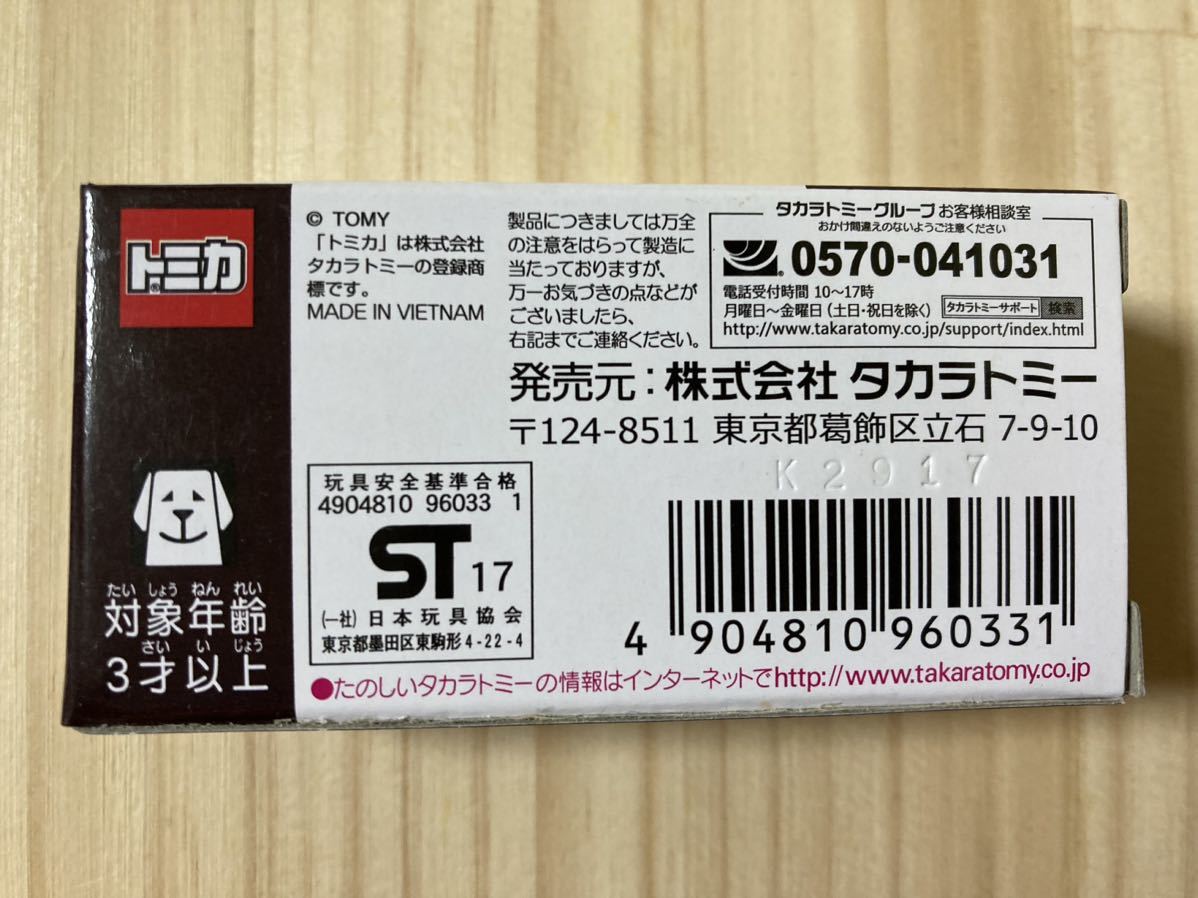 トミカ®
© TOMY
「トミカ」は株式会社
タカラトミーの登録商
標です。
MADE IN VIETNAM
製品につきましては万全
の注意をはらって製造に
当たっておりますが、
万一お気づきの点などが
ございましたら、
右記までご連絡ください。
タカラトミーグループ お客様相談室
おかけ間違えのないようご注意ください
0570-041031
電話受付時間 10〜17時
月曜日〜金曜日 (土日・祝日を除く) タカラトミーサポート 検索
http://www.takaratomy.co.jp/support/index.html
発売元:株式会社 タカラトミー
〒124-8511 東京都葛飾区立石 7-9-10
K2917
玩具安全基準合格
4904810 96033 1
ST 17
(一社) 日本玩具協会
東京都墨田区東駒形 4-22-4
4 904810 960331
たいしょうねんれい
対象年齢
さいいじょう
3才以上
●たのしいタカラトミーの情報はインターネットでhttp://www.takaratomy.co.jp